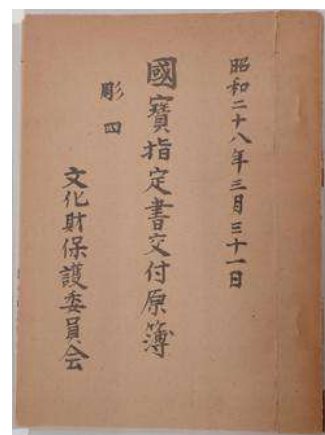 昭和二十八年三月三十一日
國寳指定書交付原簿
彫四
文化財保護委員会